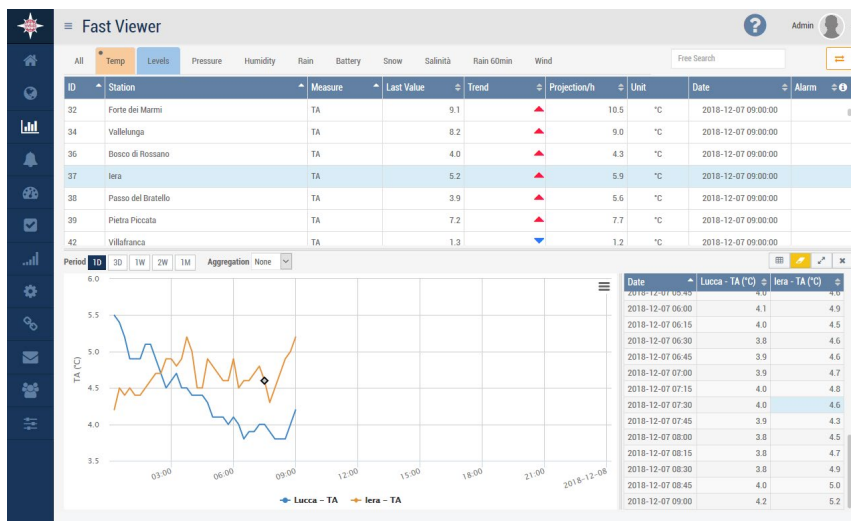 Fast Viewer
?
Admin
All Temp Levels Pressure Humidity Rain Battery Snow Salinità Rain 60min Wind Free Search
ID Station Measure Last Value Trend Projection/h Unit Date Alarm
32 Forte dei Marmi TA 9.1 10.5 °C 2018-12-07 09:00:00
34 Vallelunga TA 8.2 9.0 °C 2018-12-07 09:00:00
36 Bosco di Rossano TA 4.0 4.3 °C 2018-12-07 09:00:00
37 Iera TA 5.2 5.9 °C 2018-12-07 09:00:00
38 Passo del Bratello TA 3.9 5.6 °C 2018-12-07 09:00:00
39 Pietra Piccata TA 7.2 7.7 °C 2018-12-07 09:00:00
42 Villafranca TA 1.3 1.2 °C 2018-12-07 09:00:00
Period 1D 3D 1W 2W 1M Aggregation None
6.0
5.5
5.0
4.5
4.0
3.5
TA (°C)
03:00 06:00 09:00 12:00 15:00 18:00 21:00 2018-12-08
Lucca – TA Iera – TA
Date Lucca - TA (°C) Iera - TA (°C)
2018-12-07 05:45 4.0 4.6
2018-12-07 06:00 4.1 4.9
2018-12-07 06:15 4.0 4.5
2018-12-07 06:30 3.8 4.6
2018-12-07 06:45 3.9 4.6
2018-12-07 07:00 3.9 4.7
2018-12-07 07:15 4.0 4.8
2018-12-07 07:30 4.0 4.6
2018-12-07 07:45 3.9 4.3
2018-12-07 08:00 3.8 4.5
2018-12-07 08:15 3.8 4.7
2018-12-07 08:30 3.8 4.9
2018-12-07 08:45 4.0 5.0
2018-12-07 09:00 4.2 5.2